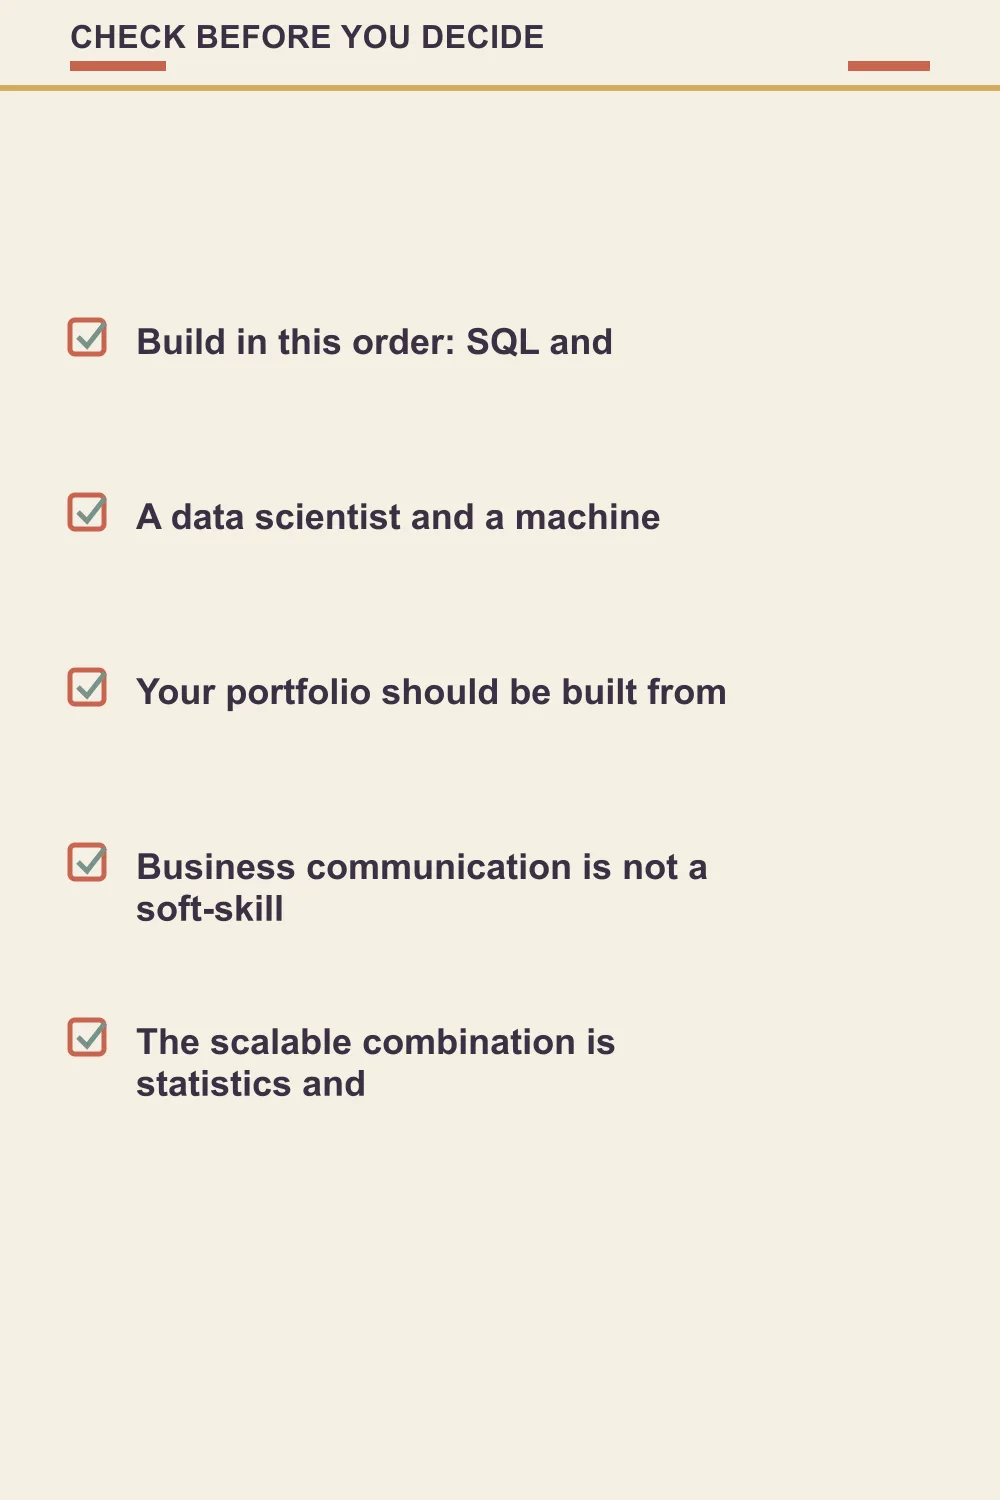 CHECK BEFORE YOU DECIDE
Build in this order: SQL and
A data scientist and a machine
Your portfolio should be built from
Business communication is not a
soft-skill
The scalable combination is
statistics and